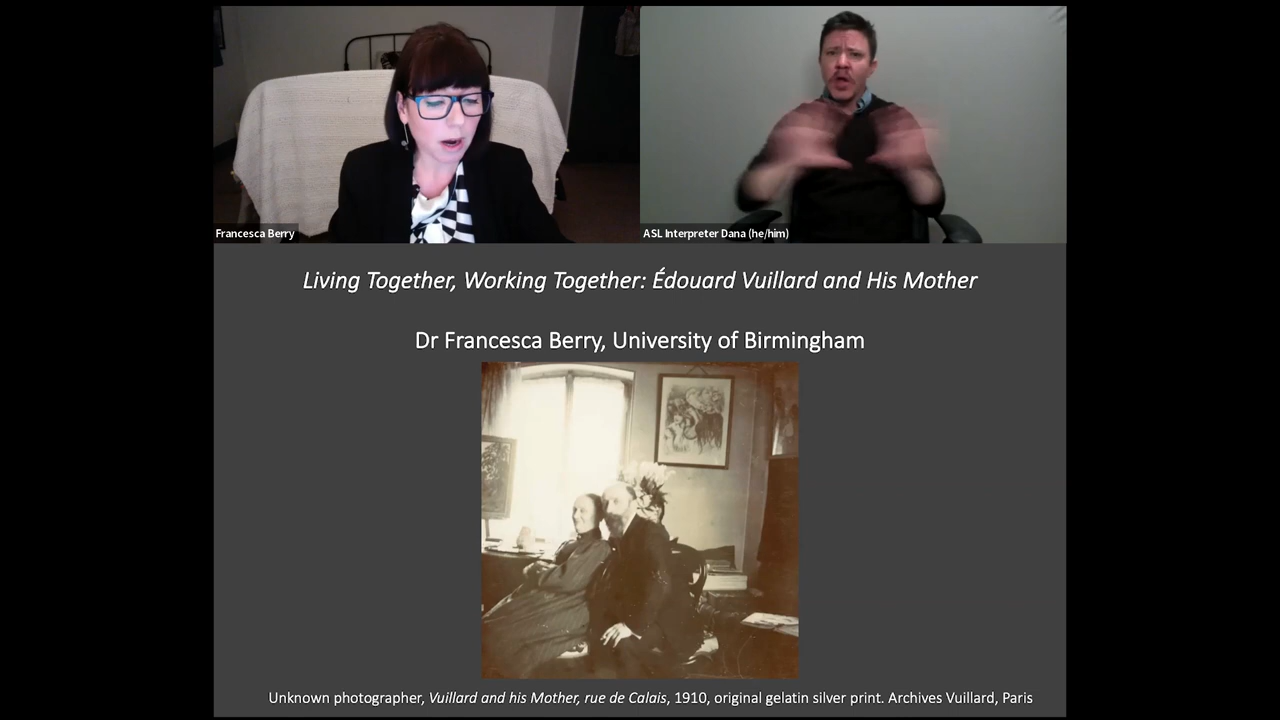 Francesca Berry
ASL Interpreter Dana (he/him)
Living Together, Working Together: Édouard Vuillard and His Mother
Dr Francesca Berry, University of Birmingham
Unknown photographer, Vuillard and his Mother, rue de Calais, 1910, original gelatin silver print. Archives Vuillard, Paris